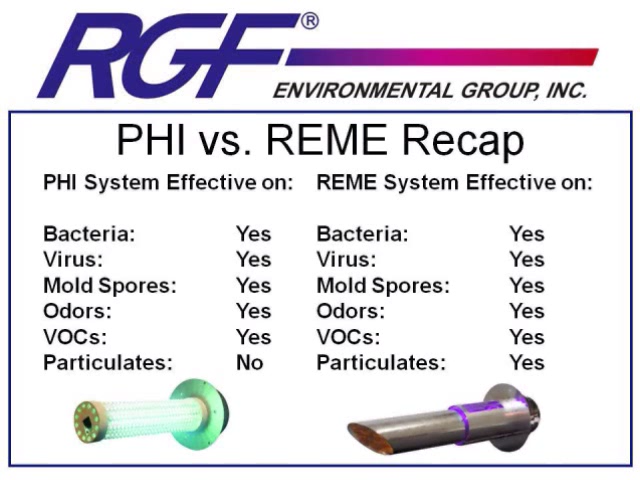 RGF®
ENVIRONMENTAL GROUP, INC.
PHI vs. REME Recap
PHI System Effective on: REME System Effective on:
Bacteria: Yes Bacteria: Yes
Virus: Yes Virus: Yes
Mold Spores: Yes Mold Spores: Yes
Odors: Yes Odors: Yes
VOCs: Yes VOCs: Yes
Particulates: No Particulates: Yes